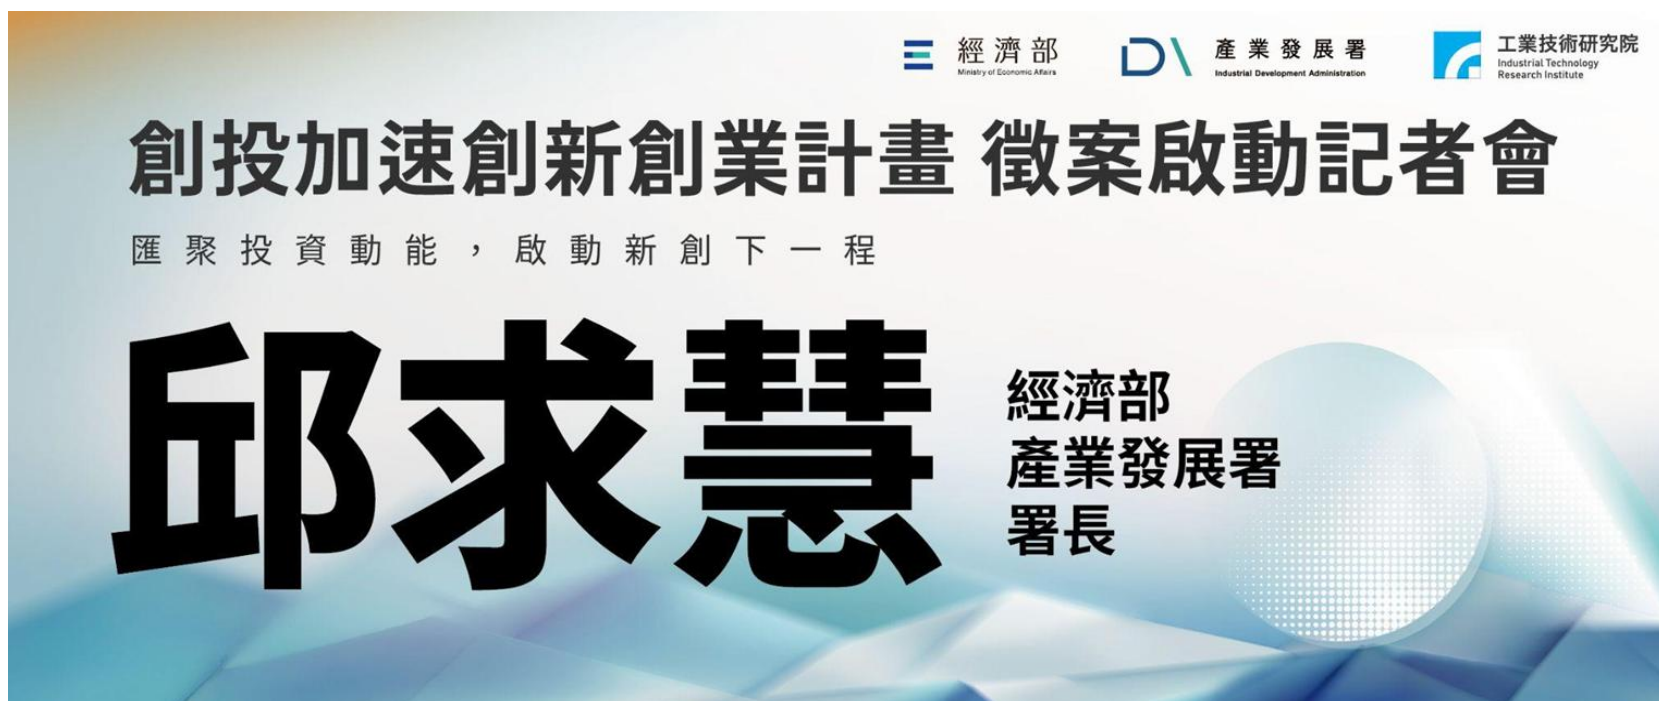 經濟部
Ministry of Economic Affairs
產業發展署
Industrial Development Administration
工業技術研究院
Industrial Technology
Research Institute
創投加速創新創業計畫 徵案啟動記者會
匯聚投資動能，啟動新創下一程
邱求慧
經濟部
產業發展署
署長